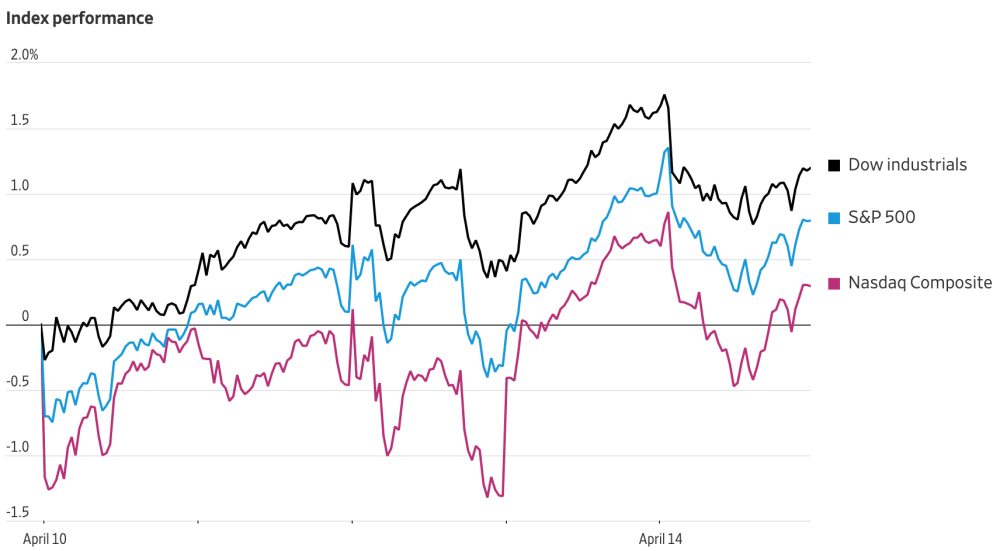 Index performance
2.0%
1.5
1.0
0.5
0
-0.5
-1.0
-1.5
April 10
April 14
Dow industrials
S&P 500
Nasdaq Composite